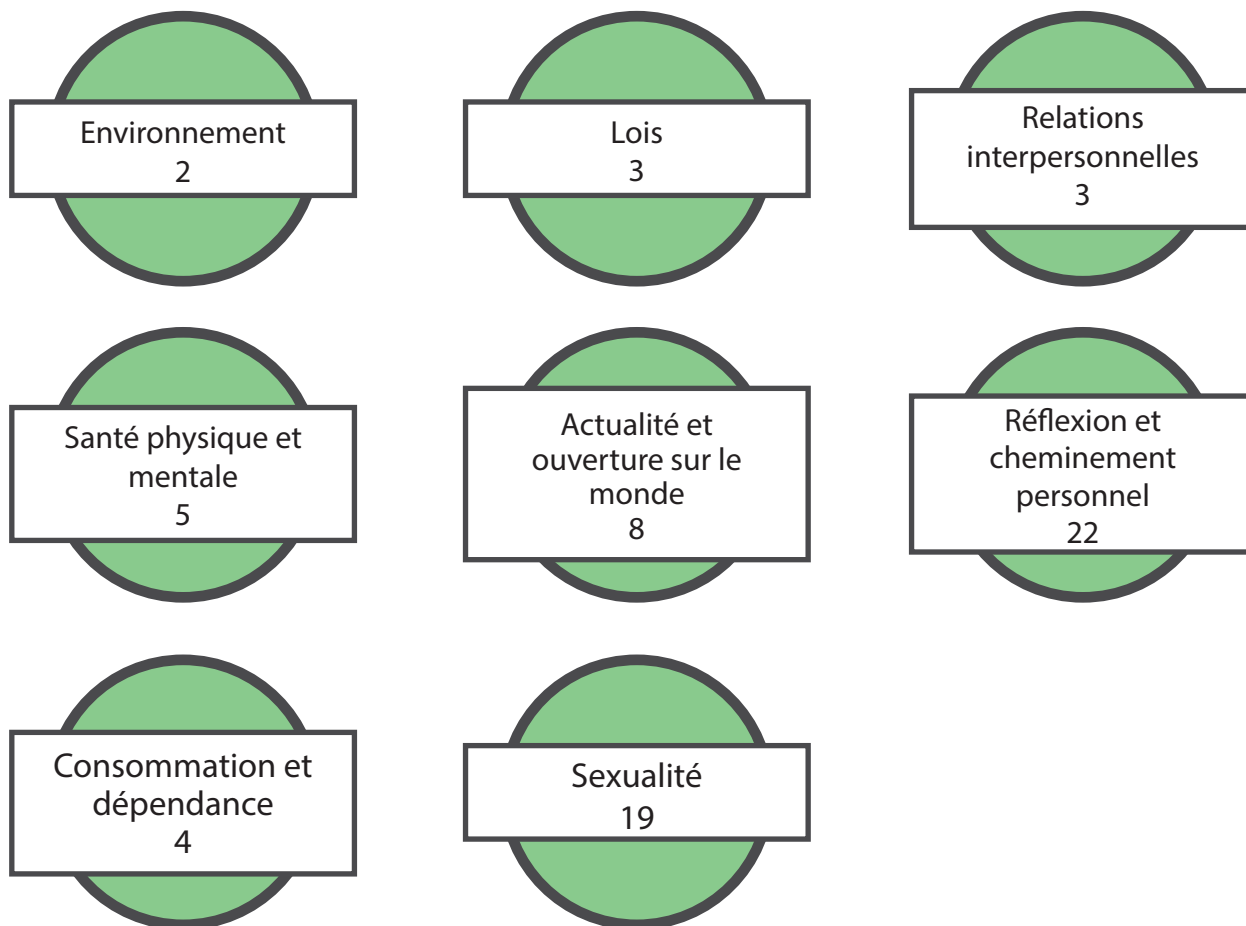 Environnement
2
Lois
3
Relations
interpersonnelles
3
Santé physique et
mentale
5
Actualité et
ouverture sur le
monde
8
Réflexion et
cheminement
personnel
22
Consommation et
dépendance
4
Sexualité
19